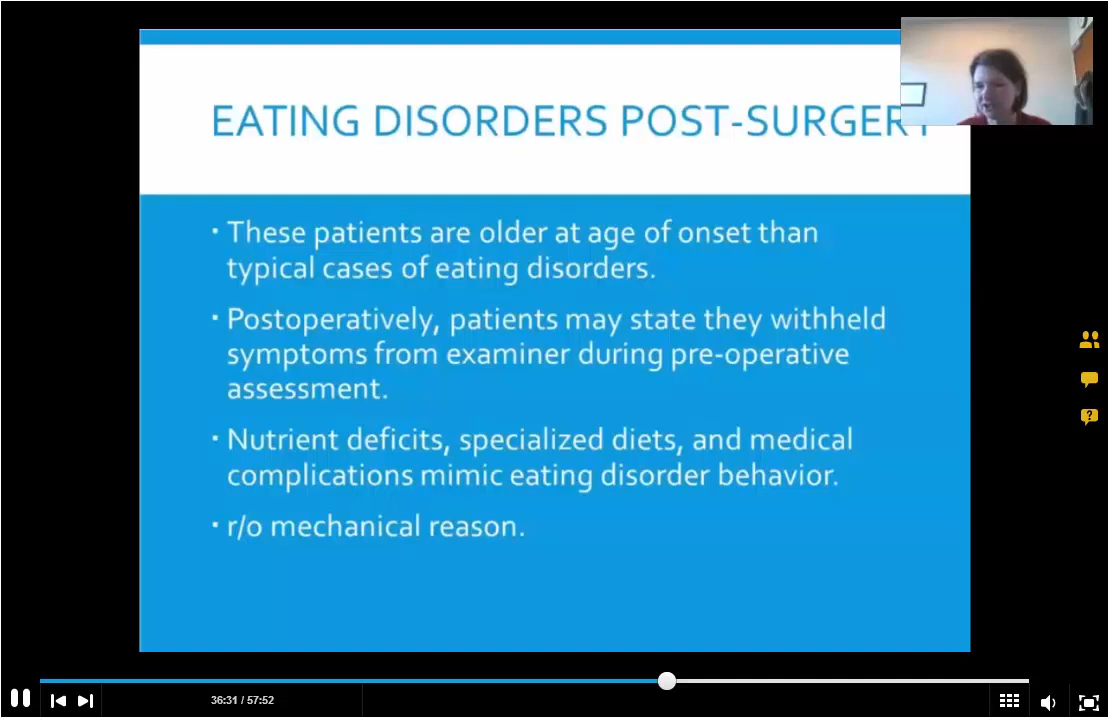 EATING DISORDERS POST-SURGERY
· These patients are older at age of onset than
typical cases of eating disorders.
· Postoperatively, patients may state they withheld
symptoms from examiner during pre-operative
assessment.
· Nutrient deficits, specialized diets, and medical
complications mimic eating disorder behavior.
· r/o mechanical reason.
?
36:31 / 57:52